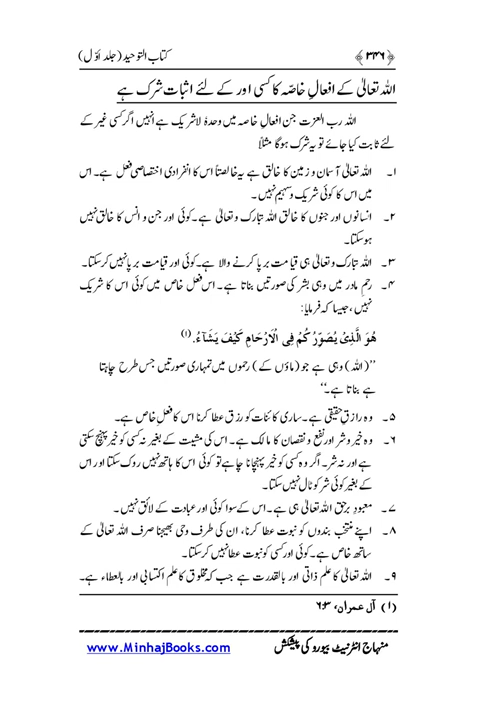 ﴿۳۴۶﴾ کتاب التوحید (جلد اوّل)
اللہ تعالیٰ کے افعالِ خاصّہ کا کسی اور کے لئے اثبات شرک ہے
اللہ رب العزت جن افعالِ خاصہ میں وحدہٗ لاشریک ہے انہیں اگر کسی غیر کے
لئے ثابت کیا جائے تو یہ شرک ہوگا مثلاً
۱۔ اللہ تعالیٰ آسمان و زمین کا خالق ہے یہ خالصتاً اس کا انفرادی اختصاصی فعل ہے۔ اس
میں اس کا کوئی شریک و سہیم نہیں۔
۲۔ انسانوں اور جنوں کا خالق اللہ تبارک وتعالیٰ ہے۔کوئی اور جن و انس کا خالق نہیں
ہوسکتا۔
۳۔ اللہ تبارک وتعالیٰ ہی قیامت برپا کرنے والا ہے۔کوئی اور قیامت برپا نہیں کرسکتا۔
۴۔ رحمِ مادر میں وہی بشر کی صورتیں بناتا ہے۔ اس فعلِ خاص میں کوئی اس کا شریک
نہیں، جیسا کہ فرمایا:
هُوَ الَّذِیْ یُصَوِّرُکُمْ فِی الْاَرْحَامِ کَیْفَ یَشَآءُ.(۱)
’’(اللہ) وہی ہے جو (ماؤں کے) رحموں میں تمہاری صورتیں جس طرح چاہتا
ہے بناتا ہے۔‘‘
۵۔ وہ رازقِ حقیقی ہے۔ساری کائنات کو رزق عطا کرنا اس کا فعلِ خاص ہے۔
۶۔ وہ خیر و شر اور نفع و نقصان کا مالک ہے۔ اس کی مشیت کے بغیر نہ کسی کو خیر پہنچ سکتی
ہے اور نہ شر۔ اگر وہ کسی کو خیر پہنچانا چاہے تو کوئی اس کا ہاتھ نہیں روک سکتا اور اس
کے بغیر کوئی شر کو ٹال نہیں سکتا۔
۷۔ معبودِ برحق اللہ تعالیٰ ہی ہے۔اس کے سوا کوئی اور عبادت کے لائق نہیں۔
۸۔ اپنے منتخب بندوں کو نبوت عطا کرنا، ان کی طرف وحی بھیجنا صرف اللہ تعالیٰ کے
ساتھ خاص ہے۔کوئی اور کسی کو نبوت عطا نہیں کرسکتا۔
۹۔ اللہ تعالیٰ کا علم ذاتی اور بالقدرت ہے جب کہ مخلوق کا علم اکتسابی اور بالعطاء ہے۔
(۱) آل عمران، ۳:۶
منہاج انٹرنیٹ بیورو کی پیشکش www.MinhajBooks.com